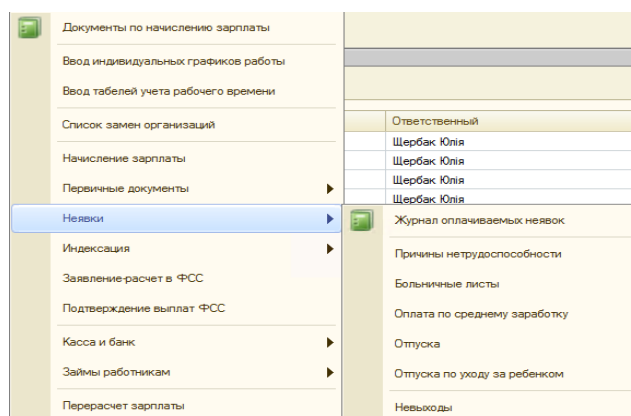 Документы по начислению зарплаты
Ввод индивидуальных графиков работы
Ввод табелей учета рабочего времени
Список замен организаций
Начисление зарплаты
Первичные документы
Неявки
Индексация
Заявление-расчет в ФСС
Подтверждение выплат ФСС
Касса и банк
Займы работникам
Перерасчет зарплаты
Ответственный
Щербак Юлія
Щербак Юлія
Щербак Юлія
Щербак Юлія
Журнал оплачиваемых неявок
Причины нетрудоспособности
Больничные листы
Оплата по среднему заработку
Отпуска
Отпуска по уходу за ребенком
Невыходы